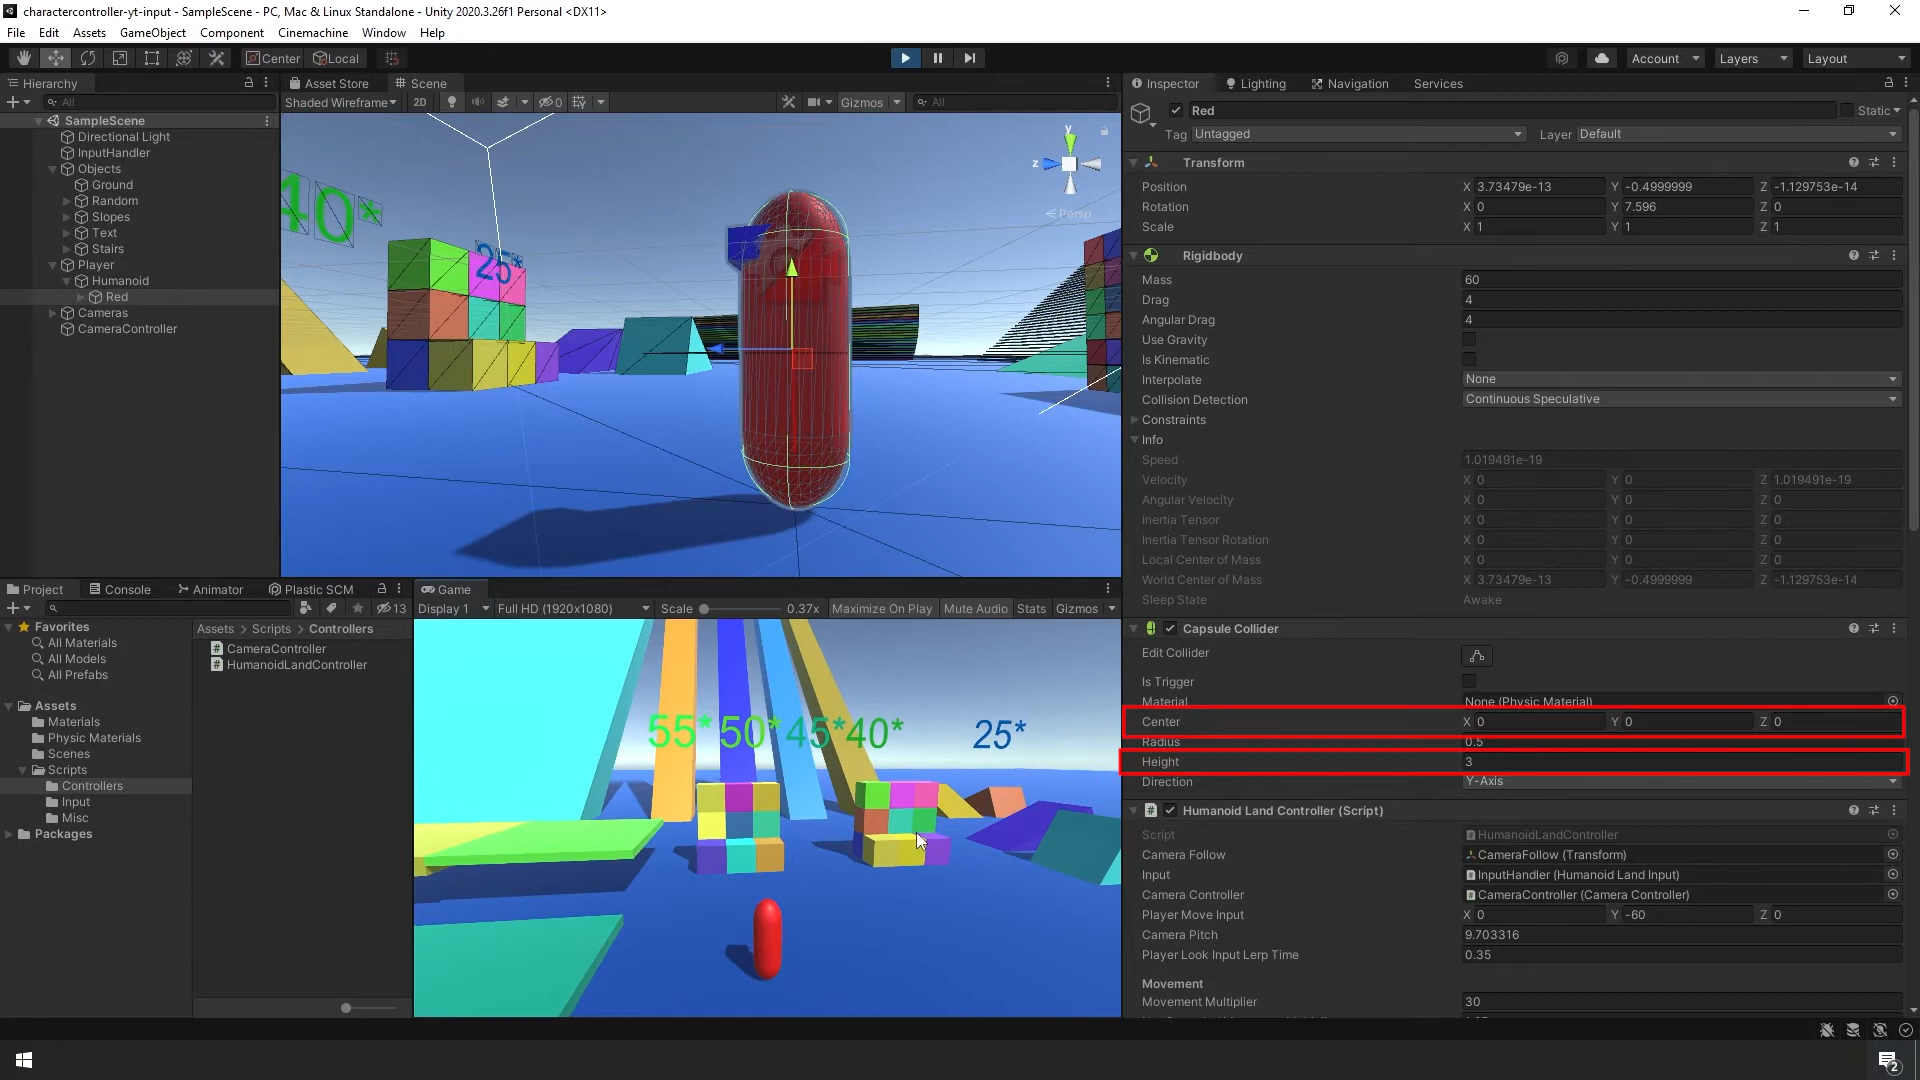 charactercontroller-yt-input - SampleScene - PC, Mac & Linux Standalone - Unity 2020.3.26f1 Personal <DX11>
File Edit Assets GameObject Component Cinemachine Window Help
Center Local
Account Layers Layout
Hierarchy
All
SampleScene
Directional Light
InputHandler
Objects
Ground
Random
Slopes
Text
Stairs
Player
Humanoid
Red
Cameras
CameraController
Asset Store Scene
Shaded Wireframe 2D 0 Gizmos All
40*
25*
y
z
Persp
Inspector Lighting Navigation Services
Red Static
Tag Untagged Layer Default
Transform
Position X 3.73479e-13 Y -0.4999999 Z -1.129753e-14
Rotation X 0 Y 7.596 Z 0
Scale X 1 Y 1 Z 1
Rigidbody
Mass 60
Drag 4
Angular Drag 4
Use Gravity
Is Kinematic
Interpolate None
Collision Detection Continuous Speculative
Constraints
Info
Speed 1.019491e-19
Velocity X 0 Y 0 Z 1.019491e-19
Angular Velocity X 0 Y 0 Z 0
Inertia Tensor X 0 Y 0 Z 0
Inertia Tensor Rotation X 0 Y 0 Z 0
Local Center of Mass X 0 Y 0 Z 0
World Center of Mass X 3.73479e-13 Y -0.4999999 Z -1.129753e-14
Sleep State Awake
Capsule Collider
Edit Collider
Is Trigger
Material None (Physic Material)
Center X 0 Y 0 Z 0
Radius 0.5
Height 3
Direction Y-Axis
Humanoid Land Controller (Script)
Script HumanoidLandController
Camera Follow CameraFollow (Transform)
Input InputHandler (Humanoid Land Input)
Camera Controller CameraController (Camera Controller)
Player Move Input X 0 Y -60 Z 0
Camera Pitch 9.703316
Player Look Input Lerp Time 0.35
Movement
Movement Multiplier 30
Project Console Animator Plastic SCM
13
Favorites
All Materials
All Models
All Prefabs
Assets
Materials
Physic Materials
Scenes
Scripts
Controllers
Input
Misc
Packages
Assets > Scripts > Controllers
CameraController
HumanoidLandController
Game
Display 1 Full HD (1920x1080) Scale 0.37x Maximize On Play Mute Audio Stats Gizmos
55* 50* 45* 40* 25*
2